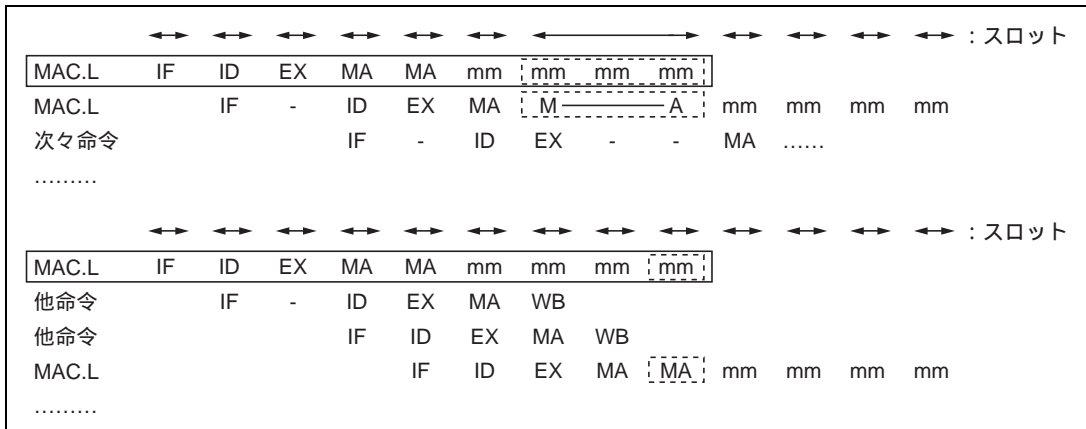 ：スロット
MAC.L IF ID EX MA MA mm mm mm mm
MAC.L IF - ID EX MA M A mm mm mm mm
次々命令 IF - ID EX - - MA ......
.........
：スロット
MAC.L IF ID EX MA MA mm mm mm mm
他命令 IF - ID EX MA WB
他命令 IF ID EX MA WB
MAC.L IF ID EX MA MA mm mm mm mm
.........